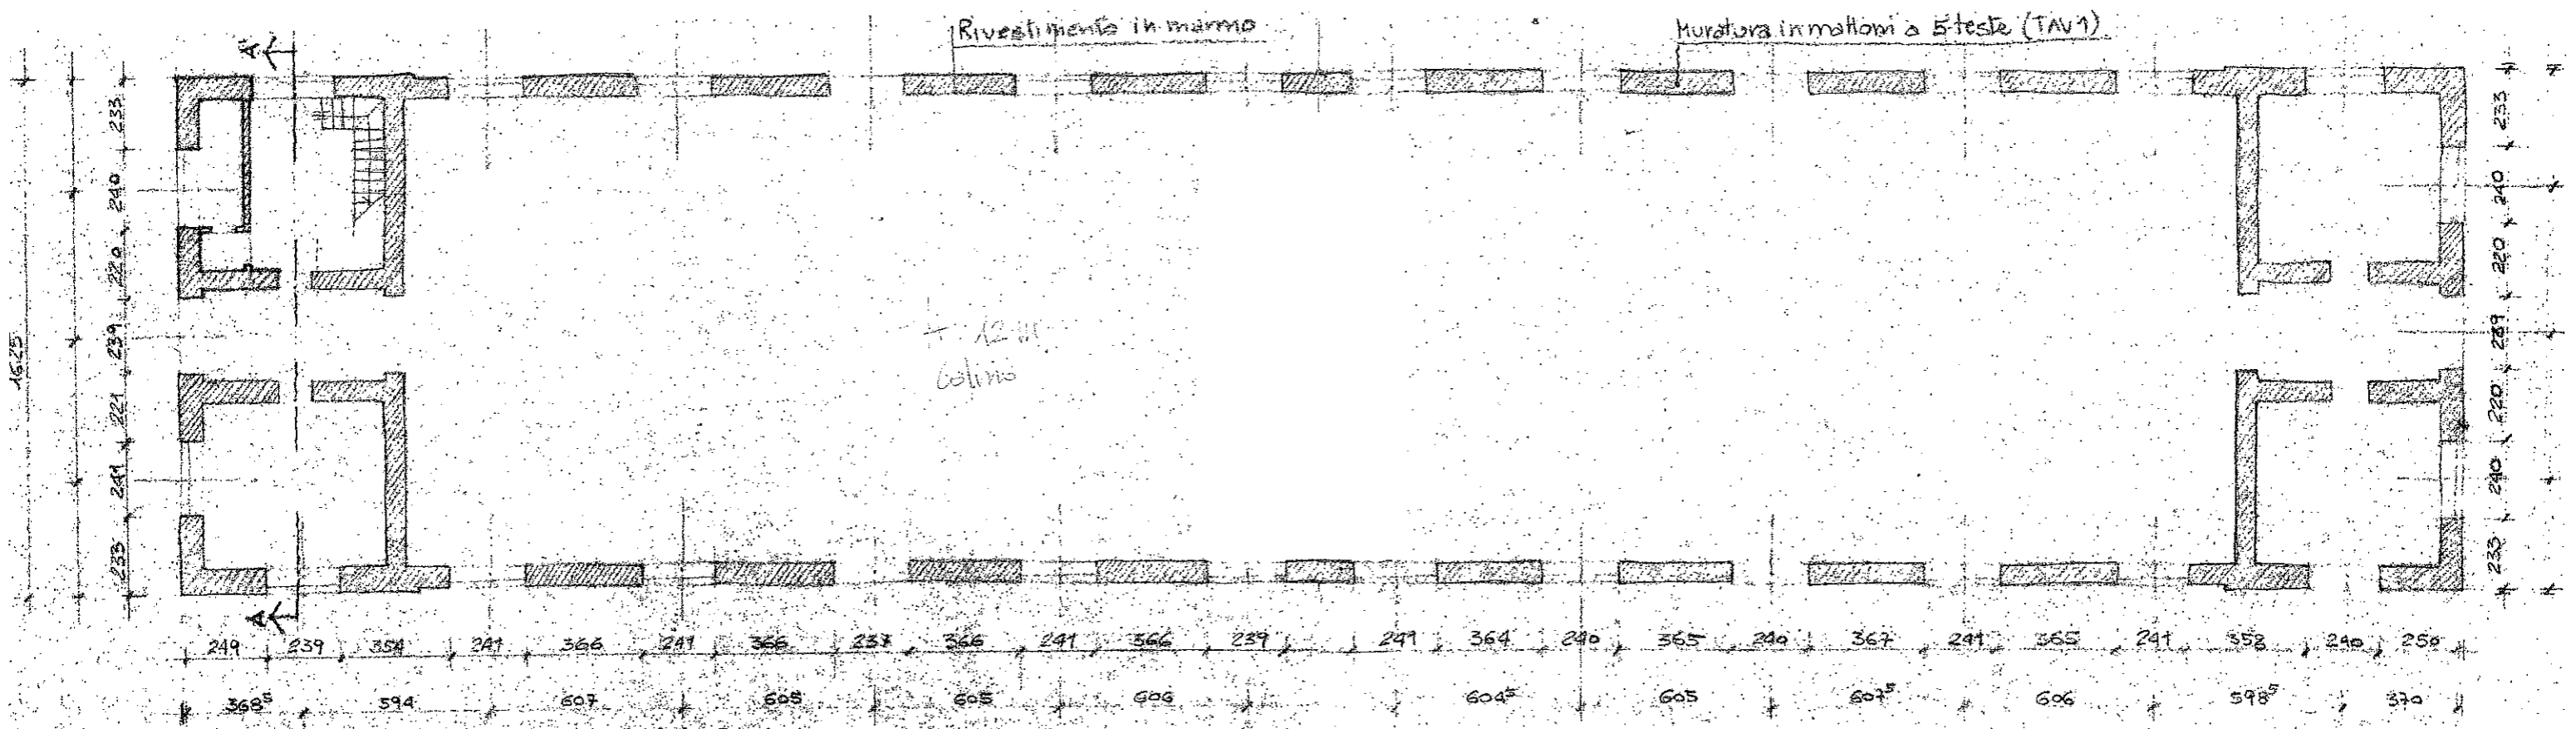 Rivestimento in marmo
Muratura in mattoni a 5 teste (TAV 1)
A
233
240
220
239
221
241
233
1625
233
240
220
239
220
240
233
+ 12 m
A
249 239 354 241 366 241 366 237 366 241 366 239 241 364 240 365 240 367 241 365 241 358 240 250
368⁵ 594 607 605 605 606 604⁵ 605 607⁵ 606 598⁵ 370